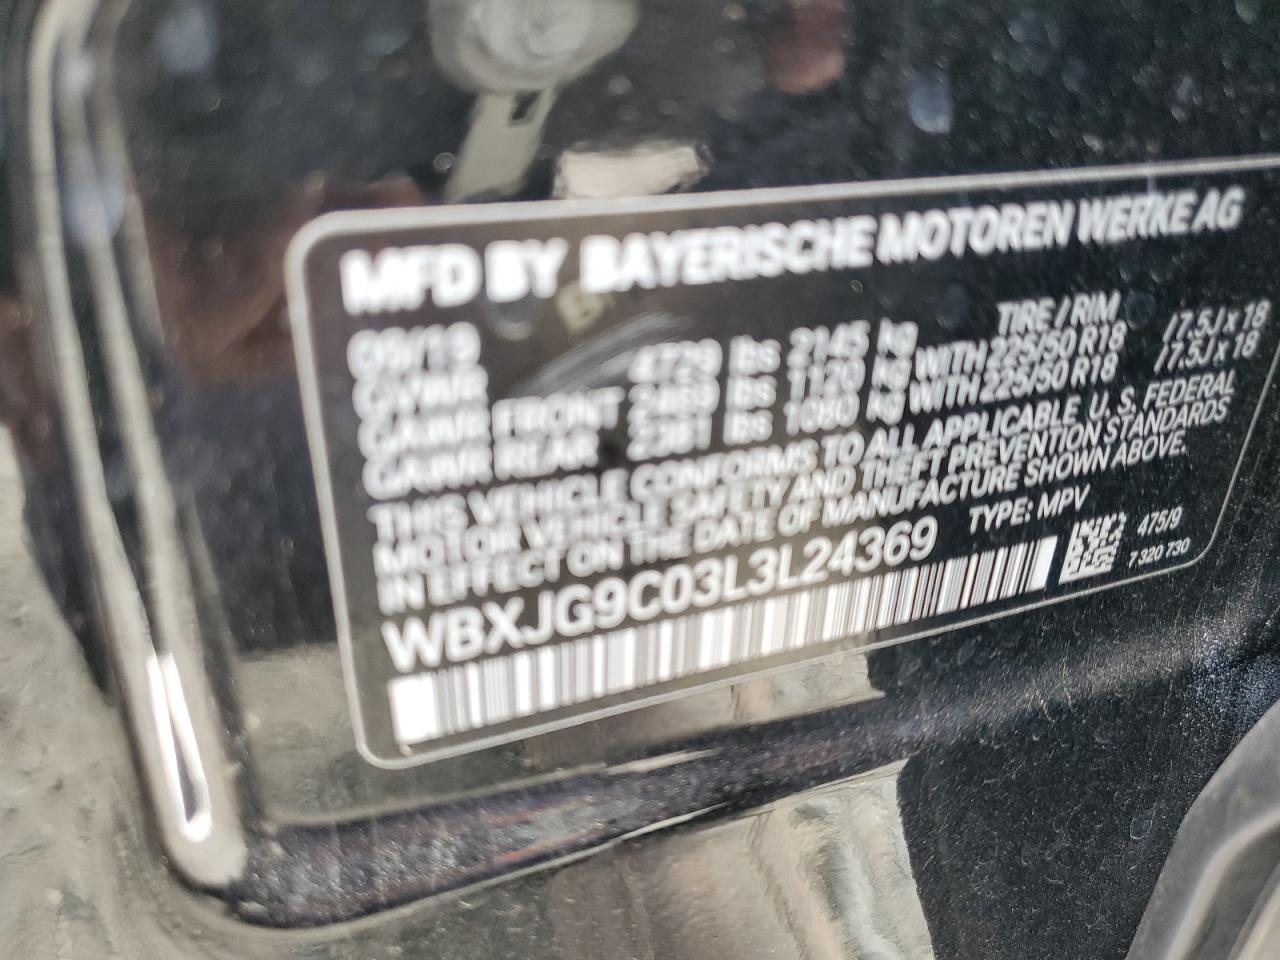 MFD BY BAYERISCHE MOTOREN WERKE AG
09/19 TIRE / RIM
GVWR 4729 lbs 2145 kg
GAWR FRONT 2469 lbs 1120 kg WITH 225/50 R18 /7.5J x 18
GAWR REAR 2381 lbs 1080 kg WITH 225/50 R18 /7.5J x 18
THIS VEHICLE CONFORMS TO ALL APPLICABLE U. S. FEDERAL
MOTOR VEHICLE SAFETY AND THEFT PREVENTION STANDARDS
IN EFFECT ON THE DATE OF MANUFACTURE SHOWN ABOVE.
WBXJG9C03L3L24369 TYPE: MPV
475/9
7 320 730